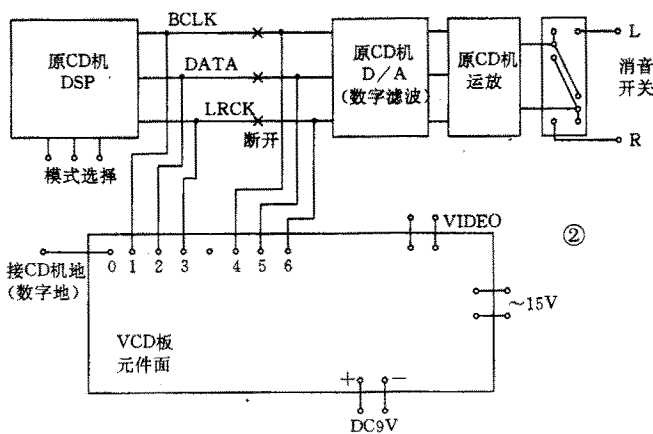 BCLK
DATA
LRCK
断开
原CD机
DSP
模式选择
原CD机
D/A
(数字滤波)
原CD机
运放
L
消音
开关
R
②
接CD机地
(数字地)
0 1 2 3 4 5 6
VIDEO
～15V
VCD板
元件面
+ −
DC9V